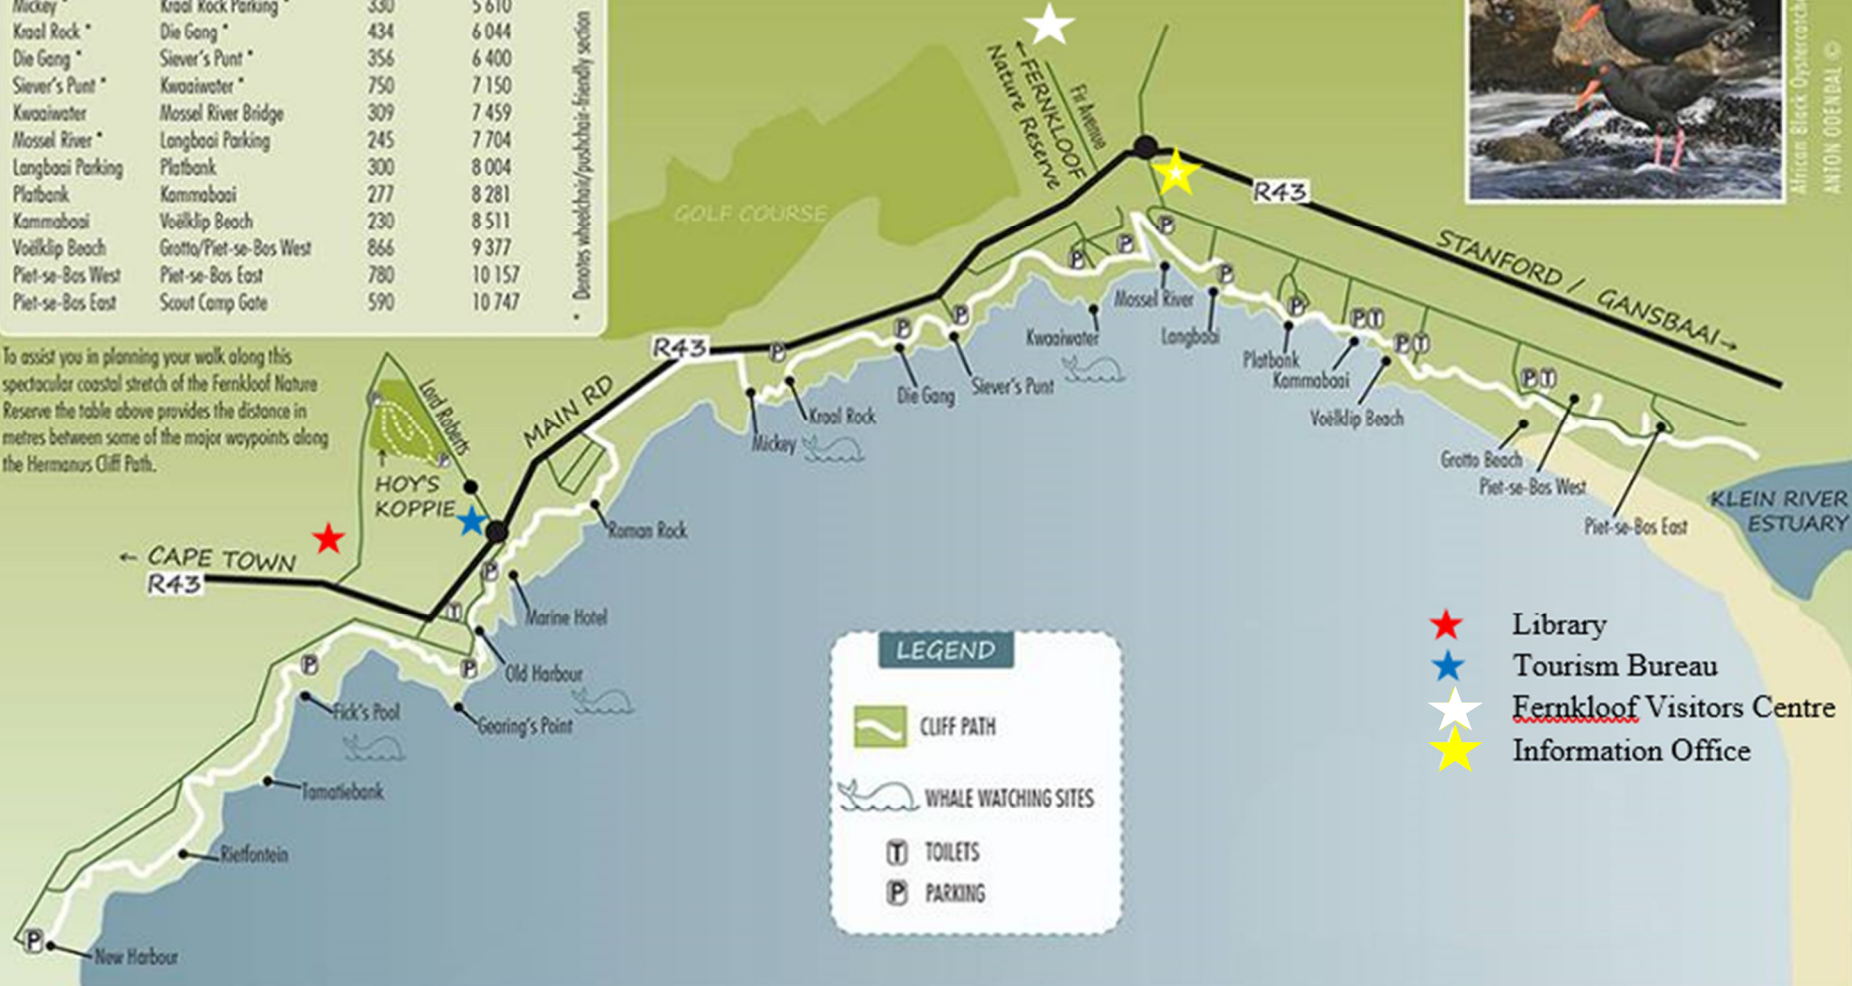 Mickey * Kraal Rock Parking * 330 5 610
Kraal Rock * Die Gang * 434 6 044
Die Gang * Siever's Punt * 356 6 400
Siever's Punt * Kwaaiwater * 750 7 150
Kwaaiwater Mossel River Bridge 309 7 459
Mossel River * Langbaai Parking 245 7 704
Langbaai Parking Platbank 300 8 004
Platbank Kammabaai 277 8 281
Kammabaai Voëlklip Beach 230 8 511
Voëlklip Beach Grotto/Piet-se-Bos West 866 9 377
Piet-se-Bos West Piet-se-Bos East 780 10 157
Piet-se-Bos East Scout Camp Gate 590 10 747
* Denotes wheelchair/pushchair-friendly section
To assist you in planning your walk along this
spectacular coastal stretch of the Fernkloof Nature
Reserve the table above provides the distance in
metres between some of the major waypoints along
the Hermanus Cliff Path.
African Black Oystercatche
ANTON ODENDAL ©
← FERNKLOOF
Nature Reserve
Fir Avenue
GOLF COURSE
R43
STANFORD / GANSBAAI →
R43
MAIN RD
Lord Roberts
HOY'S
KOPPIE
← CAPE TOWN
R43
P
P
P
P
P
P
P
P
P
P
P T
P T
P T
P
P
T
P
P
P
Mossel River
Kwaaiwater
Langbaai
Platbank
Kammabaai
Voëlklip Beach
Siever's Punt
Die Gang
Kraal Rock
Mickey
Grotto Beach
Piet-se-Bos West
Piet-se-Bos East
KLEIN RIVER
ESTUARY
Roman Rock
Marine Hotel
Old Harbour
Gearing's Point
Fick's Pool
Tamatiebank
Rietfontein
New Harbour
LEGEND
CLIFF PATH
WHALE WATCHING SITES
T TOILETS
P PARKING
Library
Tourism Bureau
Fernkloof Visitors Centre
Information Office